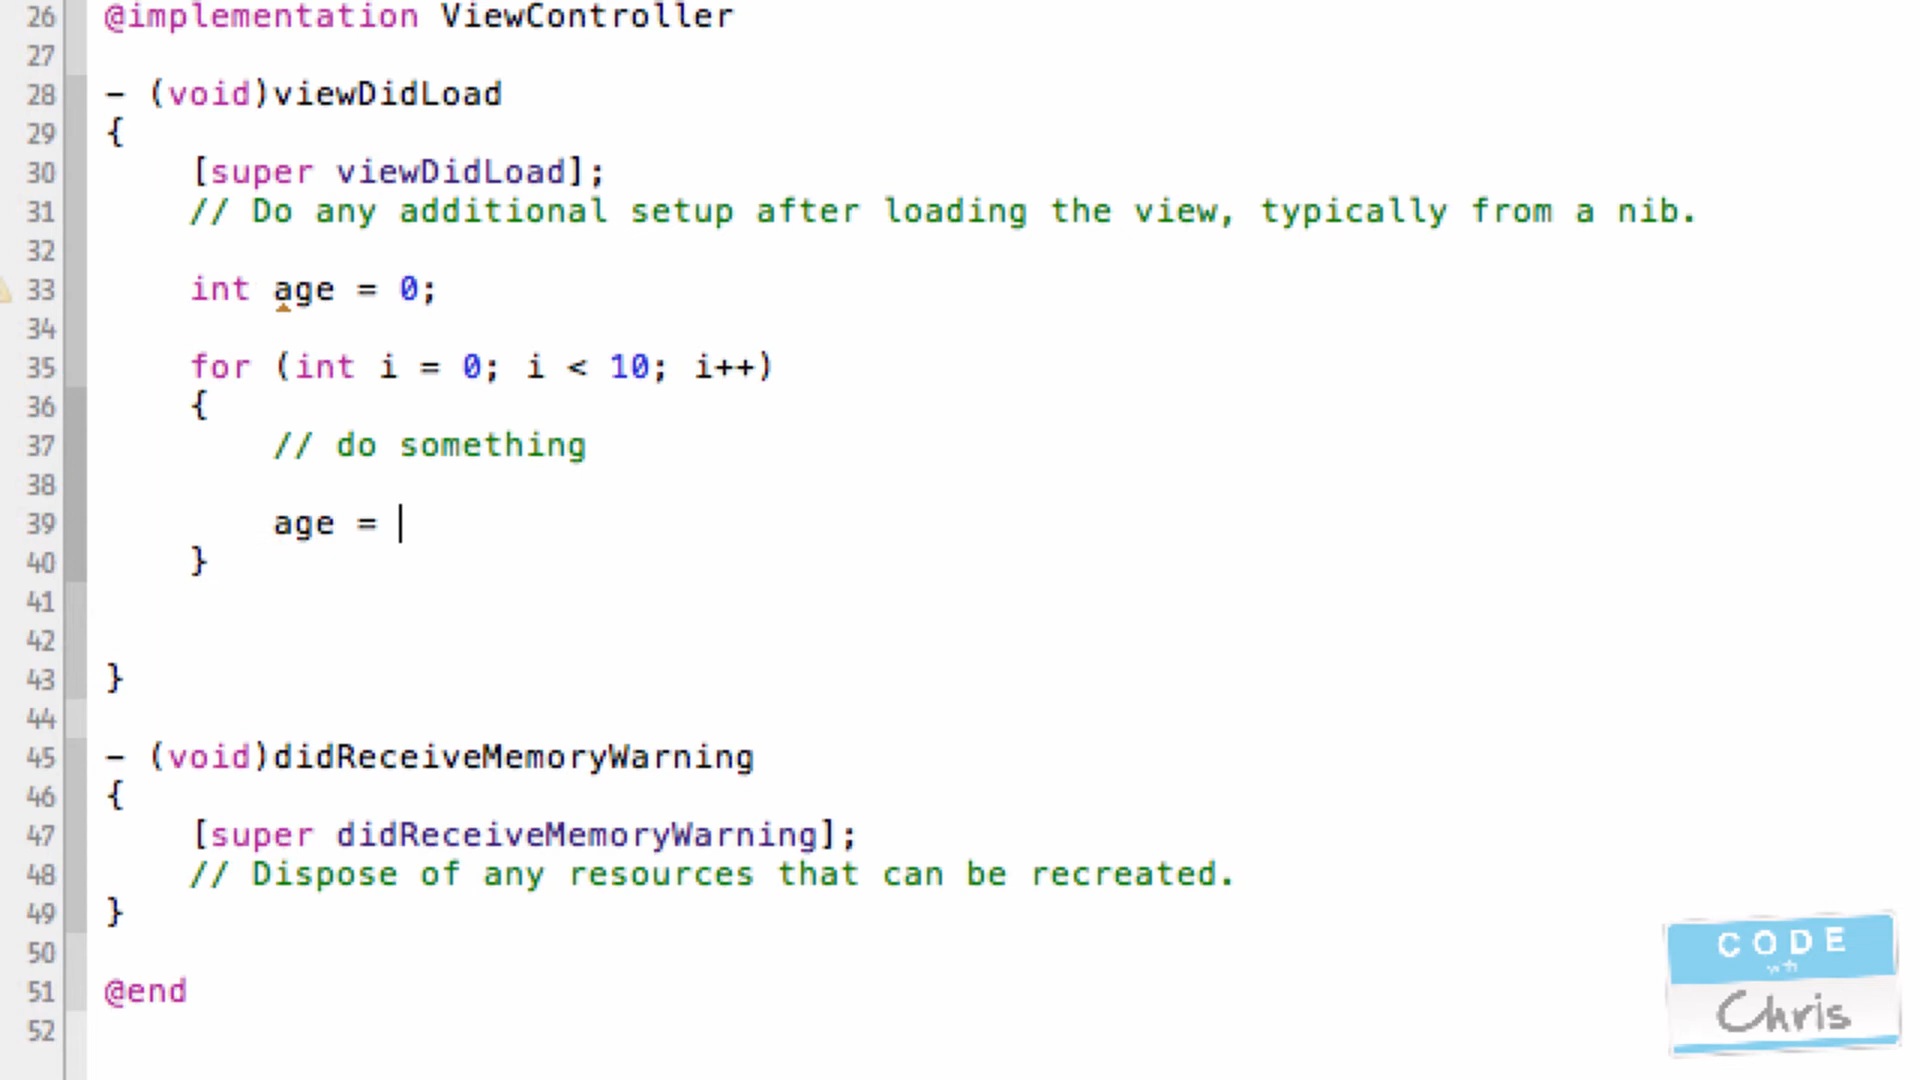 26 @implementation ViewController
27
28 - (void)viewDidLoad
29 {
30     [super viewDidLoad];
31     // Do any additional setup after loading the view, typically from a nib.
32
33     int age = 0;
34
35     for (int i = 0; i < 10; i++)
36     {
37         // do something
38
39         age =
40     }
41
42
43 }
44
45 - (void)didReceiveMemoryWarning
46 {
47     [super didReceiveMemoryWarning];
48     // Dispose of any resources that can be recreated.
49 }
50
51 @end
52
CODE
with
Chris